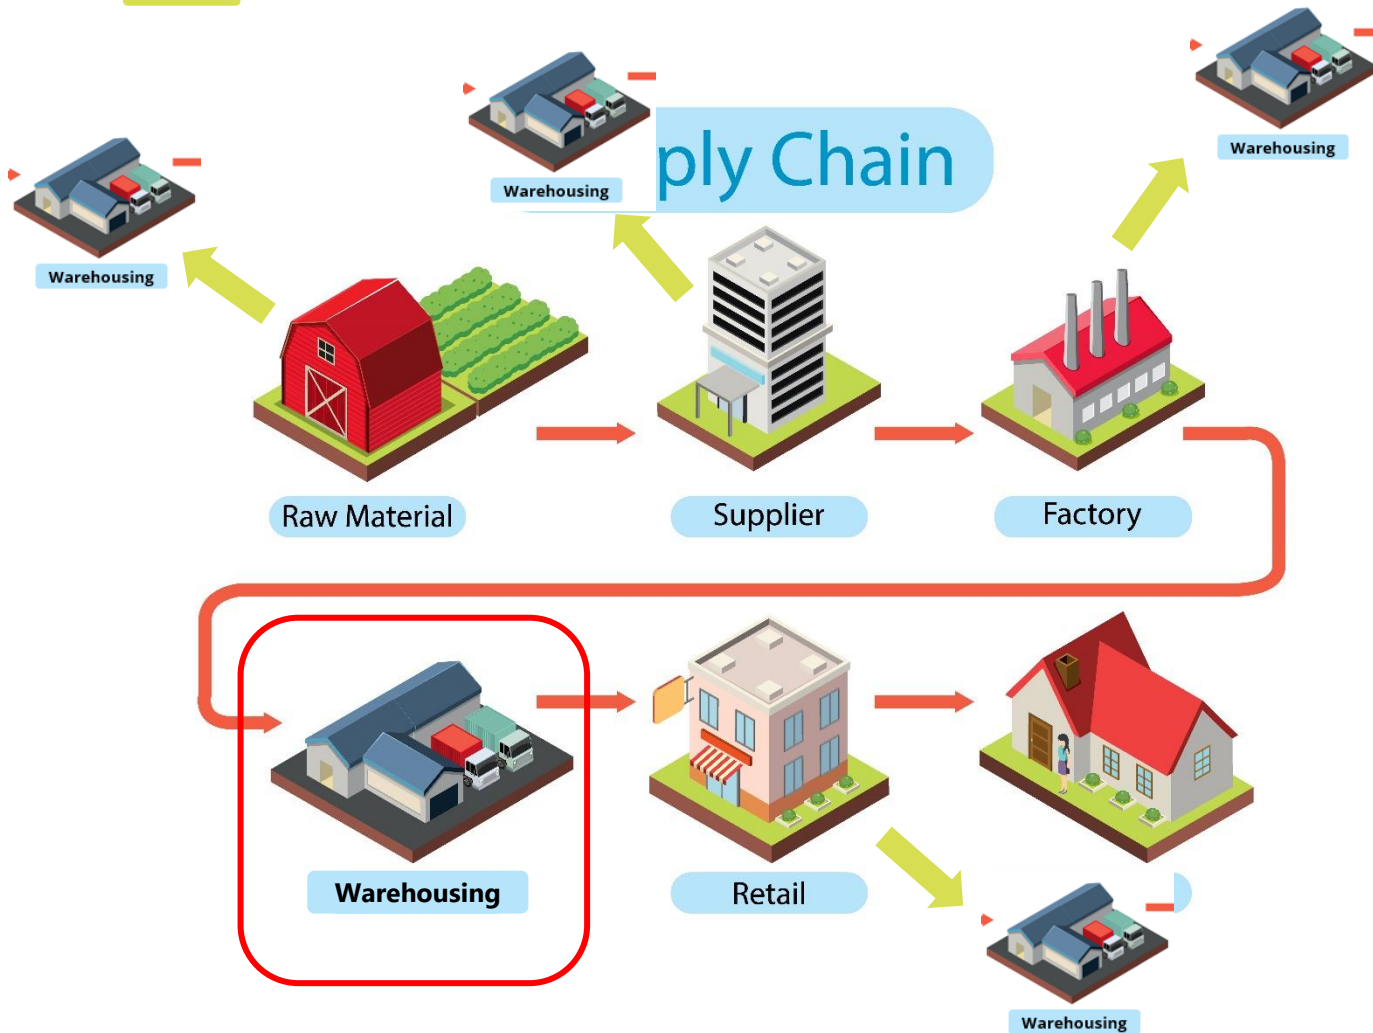 Warehousing
Warehousing
Warehousing
ply Chain
Raw Material
Supplier
Factory
Warehousing
Retail
Warehousing